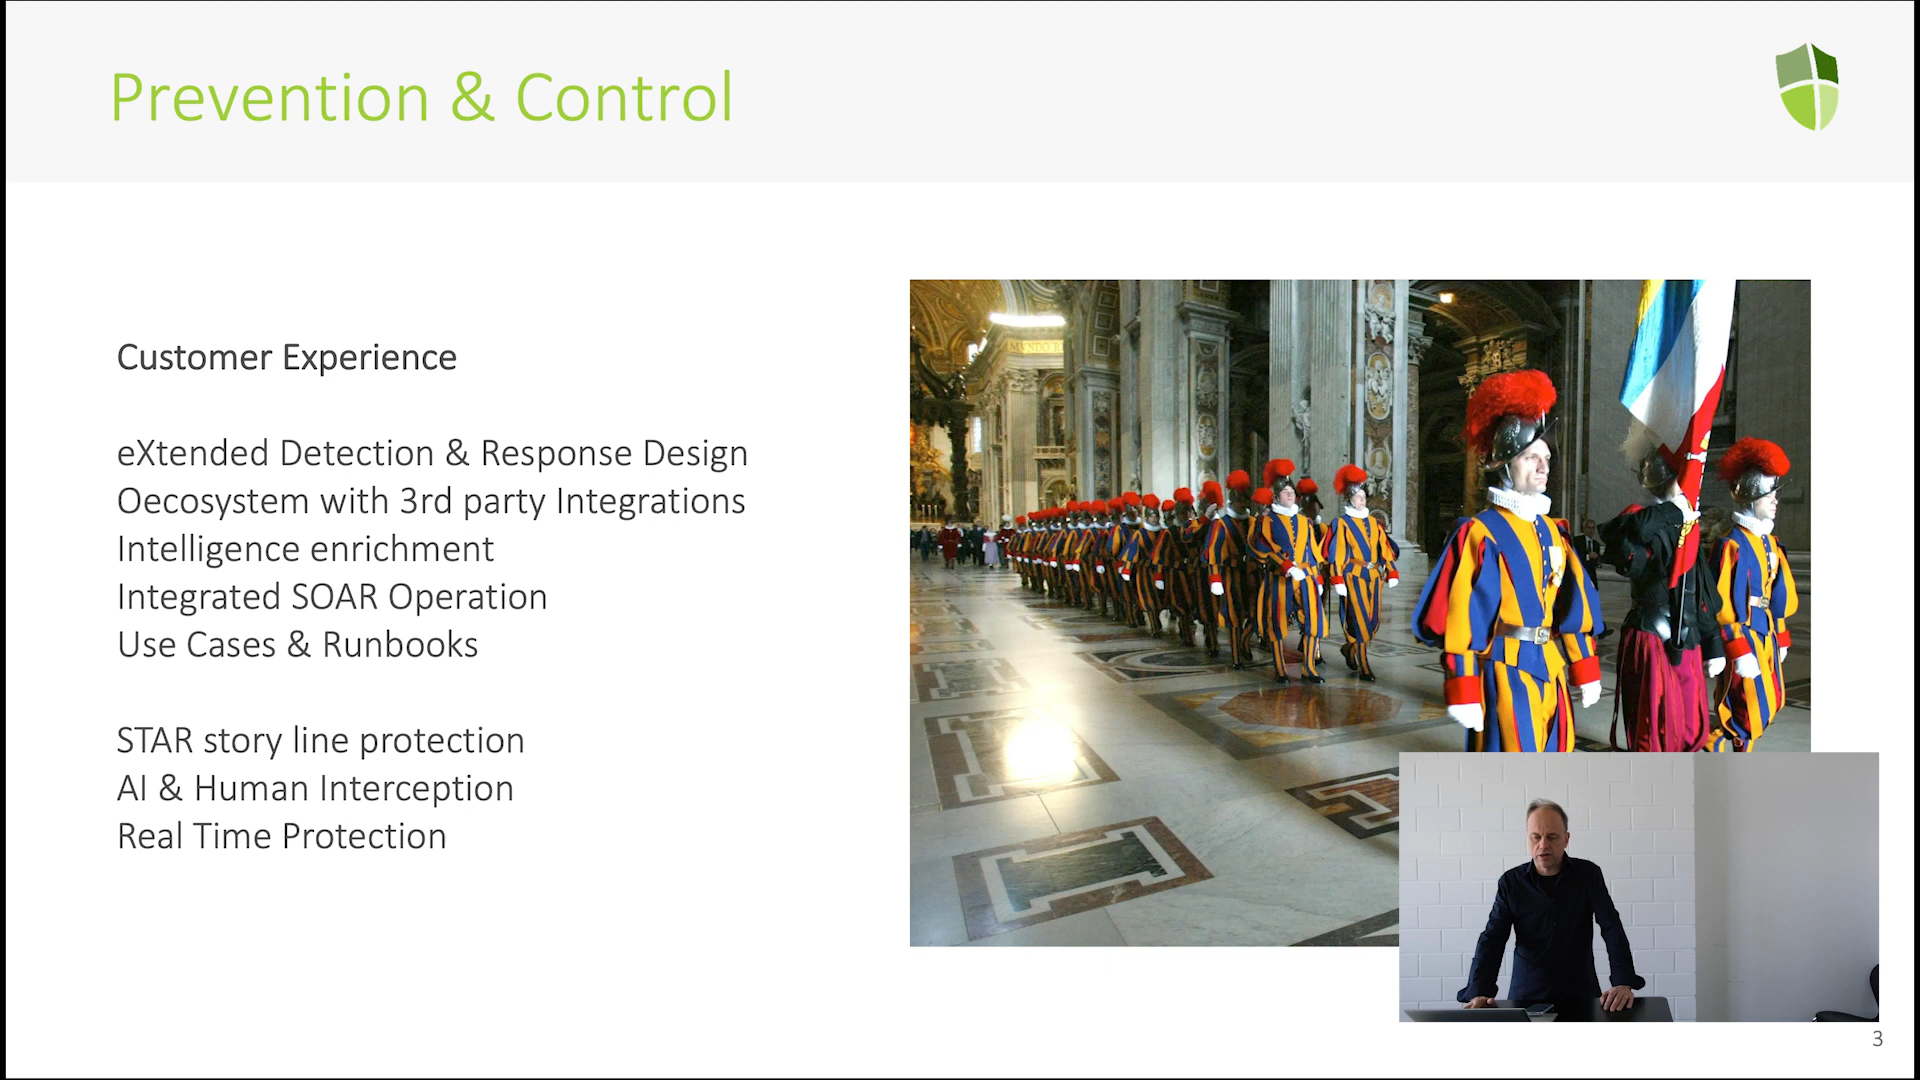 Prevention & Control
Customer Experience
eXtended Detection & Response Design
Oecosystem with 3rd party Integrations
Intelligence enrichment
Integrated SOAR Operation
Use Cases & Runbooks
STAR story line protection
AI & Human Interception
Real Time Protection
3